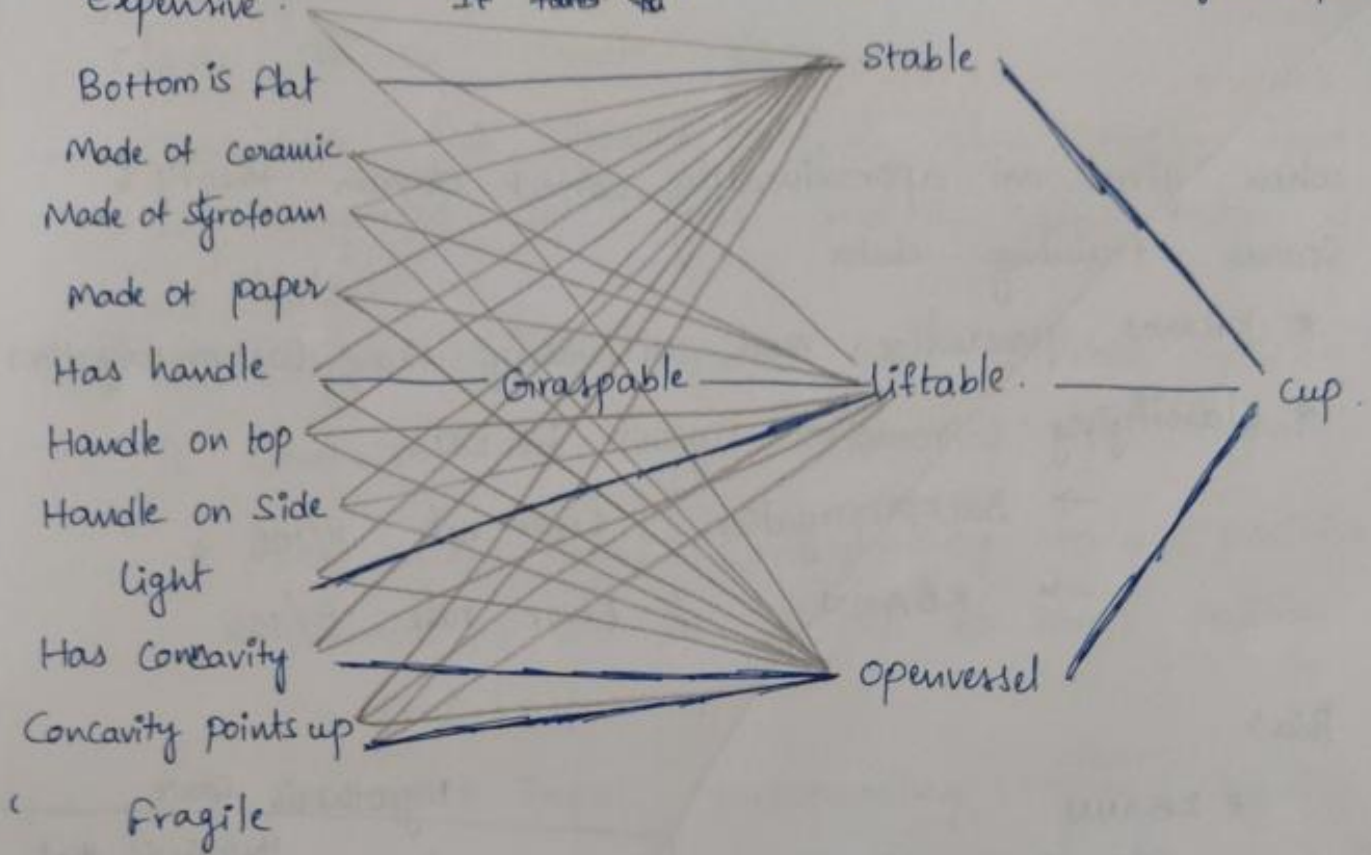 Expensive.
Bottom is flat
Stable
Made of ceramic
Made of styrofoam
Made of paper
Has handle
Graspable
Liftable.
Cup.
Handle on top
Handle on Side
Light
Has Concavity
Openvessel
Concavity points up
Fragile